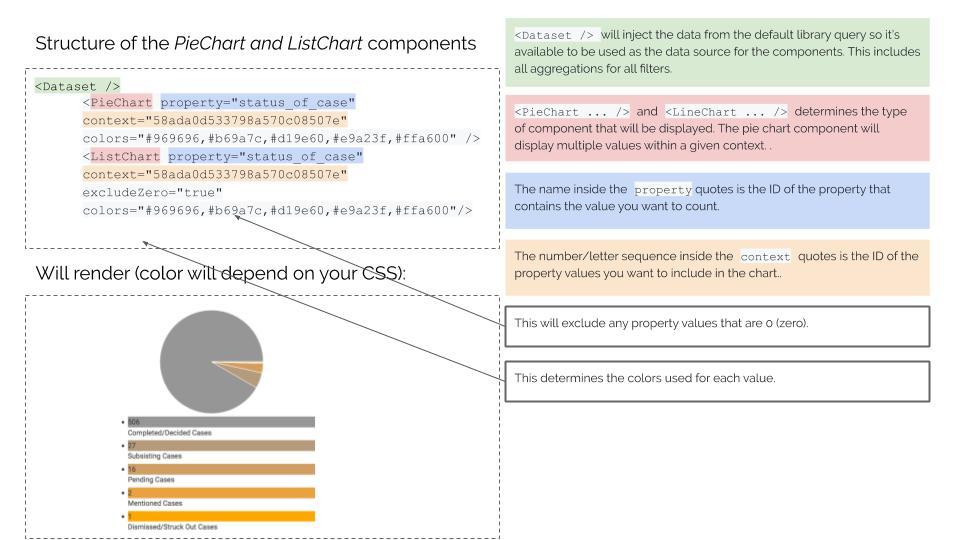 Structure of the PieChart and ListChart components
<Dataset />
<PieChart property="status_of_case"
context="58ada0d533798a570c08507e"
colors="#969696,#b69a7c,#d19e60,#e9a23f,#ffa600" />
<ListChart property="status_of_case"
context="58ada0d533798a570c08507e"
excludeZero="true"
colors="#969696,#b69a7c,#d19e60,#e9a23f,#ffa600"/>
Will render (color will depend on your CSS):
506
Completed/Decided Cases
27
Subsisting Cases
16
Pending Cases
2
Mentioned Cases
1
Dismissed/Struck Out Cases
<Dataset /> will inject the data from the default library query so it's
available to be used as the data source for the components. This includes
all aggregations for all filters.
<PieChart ... /> and <LineChart ... /> determines the type
of component that will be displayed. The pie chart component will
display multiple values within a given context. .
The name inside the property quotes is the ID of the property that
contains the value you want to count.
The number/letter sequence inside the context quotes is the ID of the
property values you want to include in the chart..
This will exclude any property values that are 0 (zero).
This determines the colors used for each value.